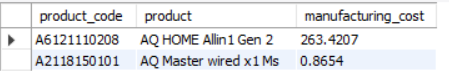 product_code product manufacturing_cost
A6121110208 AQ HOME Allin1 Gen 2 263.4207
A2118150101 AQ Master wired x1 Ms 0.8654